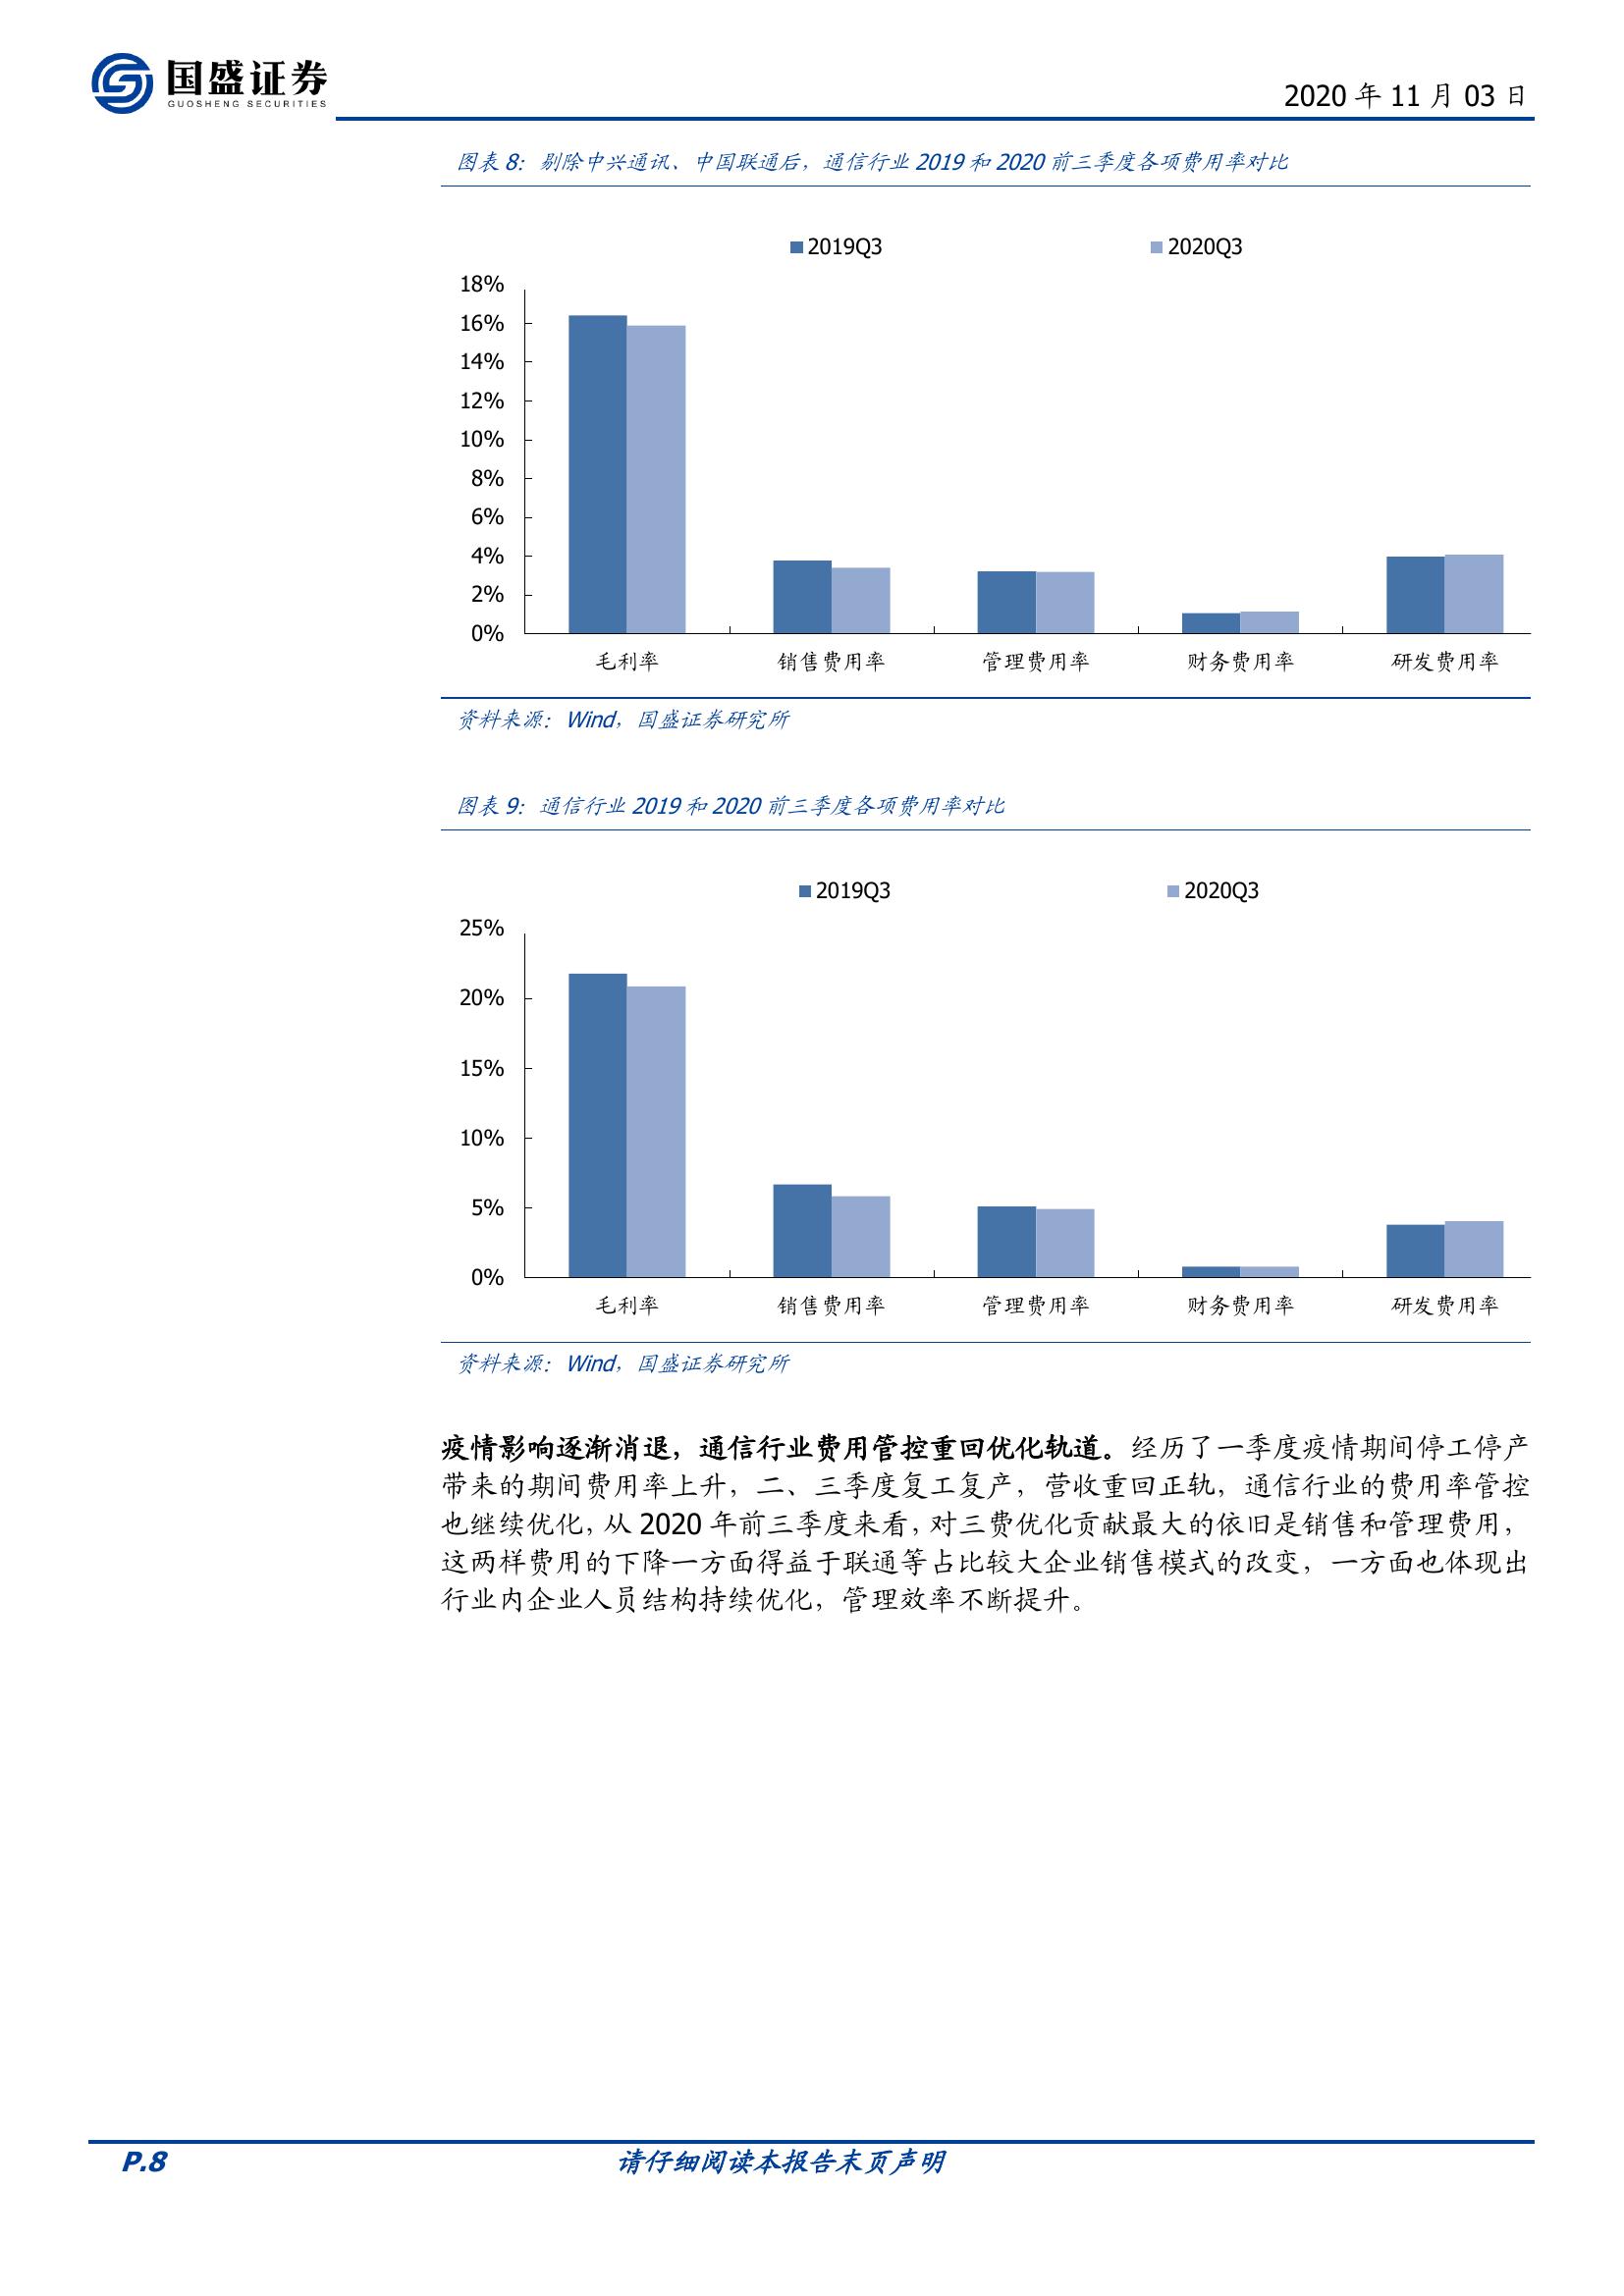 国盛证券
GUOSHENG SECURITIES
2020 年 11 月 03 日
图表 8：剔除中兴通讯、中国联通后，通信行业 2019 和 2020 前三季度各项费用率对比
2019Q3 2020Q3
18%
16%
14%
12%
10%
8%
6%
4%
2%
0%
毛利率 销售费用率 管理费用率 财务费用率 研发费用率
资料来源：Wind，国盛证券研究所
图表 9：通信行业 2019 和 2020 前三季度各项费用率对比
2019Q3 2020Q3
25%
20%
15%
10%
5%
0%
毛利率 销售费用率 管理费用率 财务费用率 研发费用率
资料来源：Wind，国盛证券研究所
疫情影响逐渐消退，通信行业费用管控重回优化轨道。经历了一季度疫情期间停工停产
带来的期间费用率上升，二、三季度复工复产，营收重回正轨，通信行业的费用率管控
也继续优化，从 2020 年前三季度来看，对三费优化贡献最大的依旧是销售和管理费用，
这两样费用的下降一方面得益于联通等占比较大企业销售模式的改变，一方面也体现出
行业内企业人员结构持续优化，管理效率不断提升。
P.8 请仔细阅读本报告末页声明